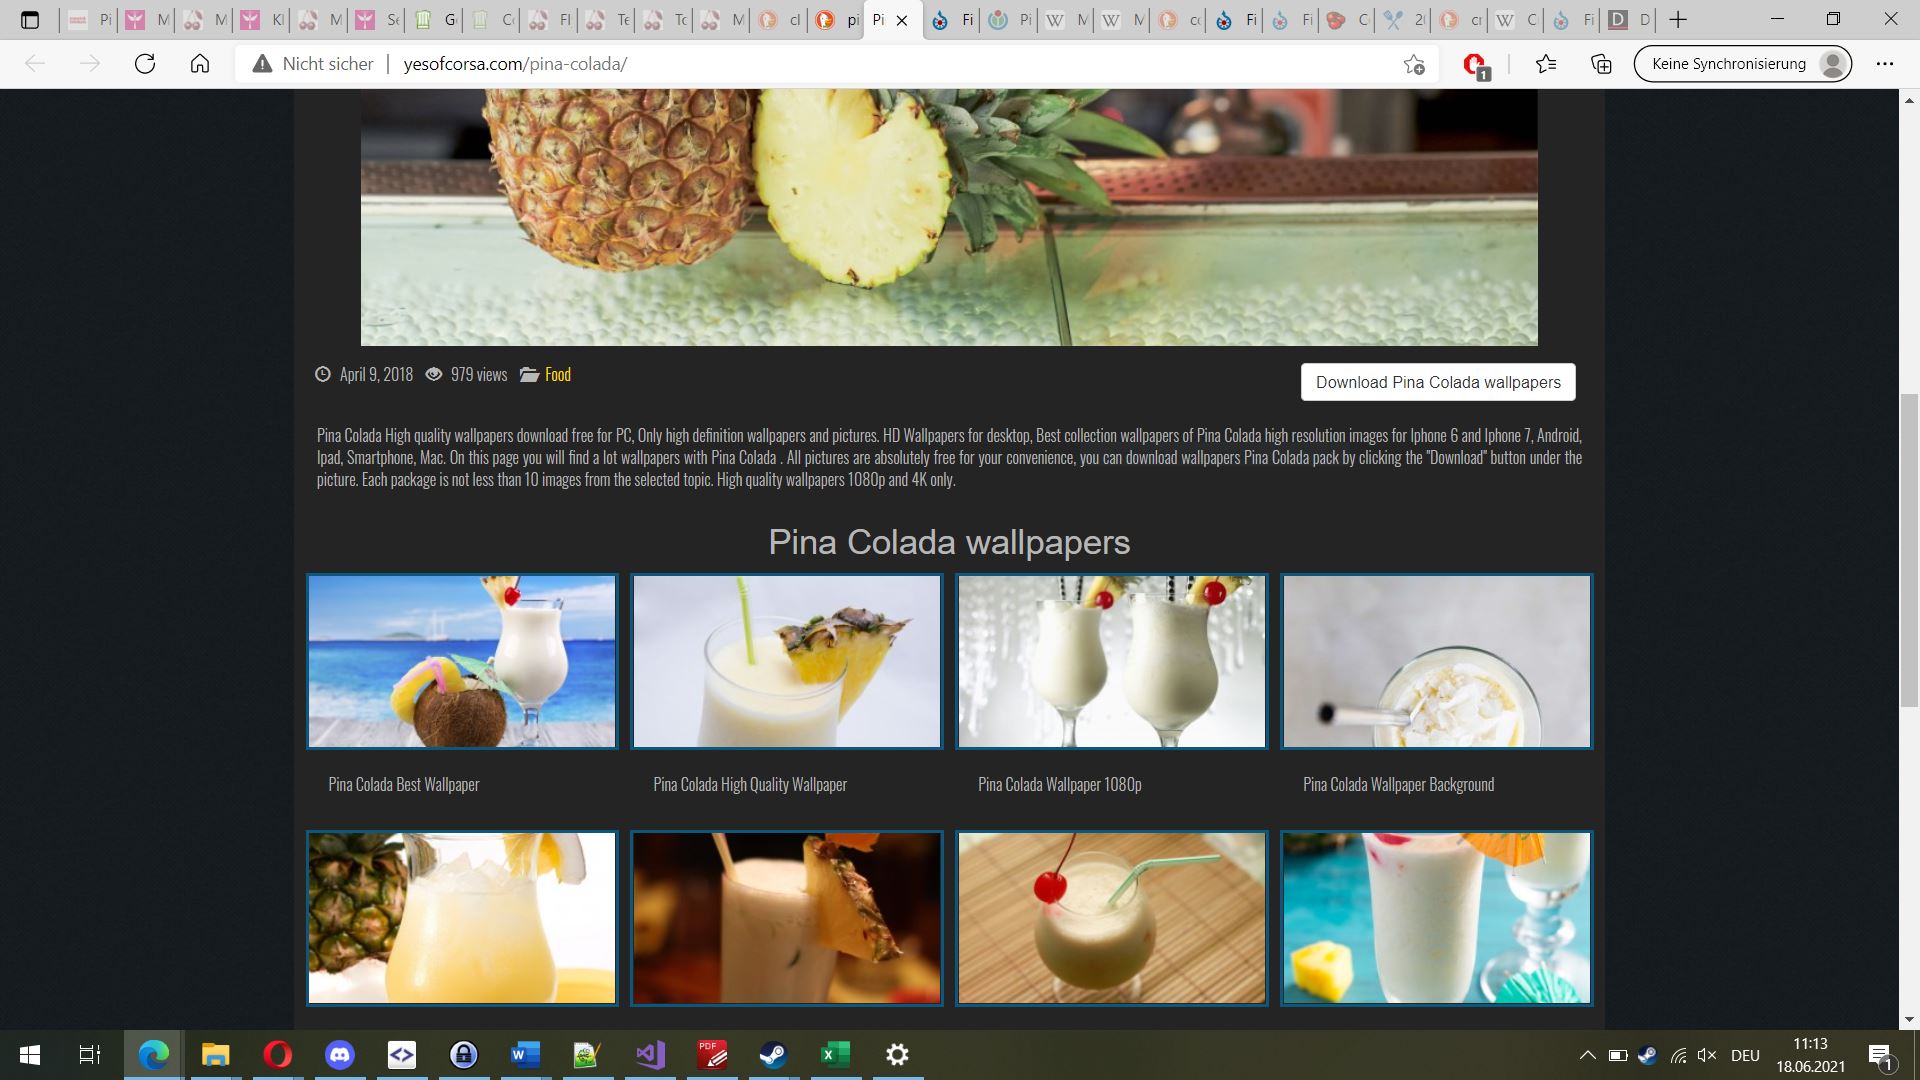 Pi
M
M
Kl
M
Se
G
C
Fl
Te
To
M
cl
pi
Pi
Fi
Pi
M
M
co
Fi
Fi
C
20
cr
C
Fi
D
Nicht sicher
yesofcorsa.com/pina-colada/
1
Keine Synchronisierung
April 9, 2018
979 views
Food
Download Pina Colada wallpapers
Pina Colada High quality wallpapers download free for PC, Only high definition wallpapers and pictures. HD Wallpapers for desktop, Best collection wallpapers of Pina Colada high resolution images for Iphone 6 and Iphone 7, Android,
Ipad, Smartphone, Mac. On this page you will find a lot wallpapers with Pina Colada . All pictures are absolutely free for your convenience, you can download wallpapers Pina Colada pack by clicking the "Download" button under the
picture. Each package is not less than 10 images from the selected topic. High quality wallpapers 1080p and 4K only.
Pina Colada wallpapers
Pina Colada Best Wallpaper
Pina Colada High Quality Wallpaper
Pina Colada Wallpaper 1080p
Pina Colada Wallpaper Background
PDF
DEU
11:13
18.06.2021
1